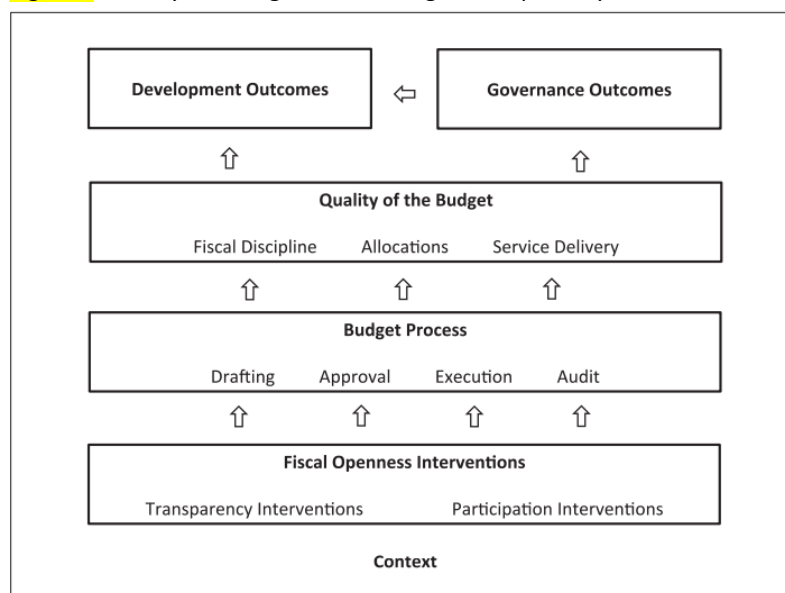 Development Outcomes
Governance Outcomes
Quality of the Budget
Fiscal Discipline Allocations Service Delivery
Budget Process
Drafting Approval Execution Audit
Fiscal Openness Interventions
Transparency Interventions Participation Interventions
Context